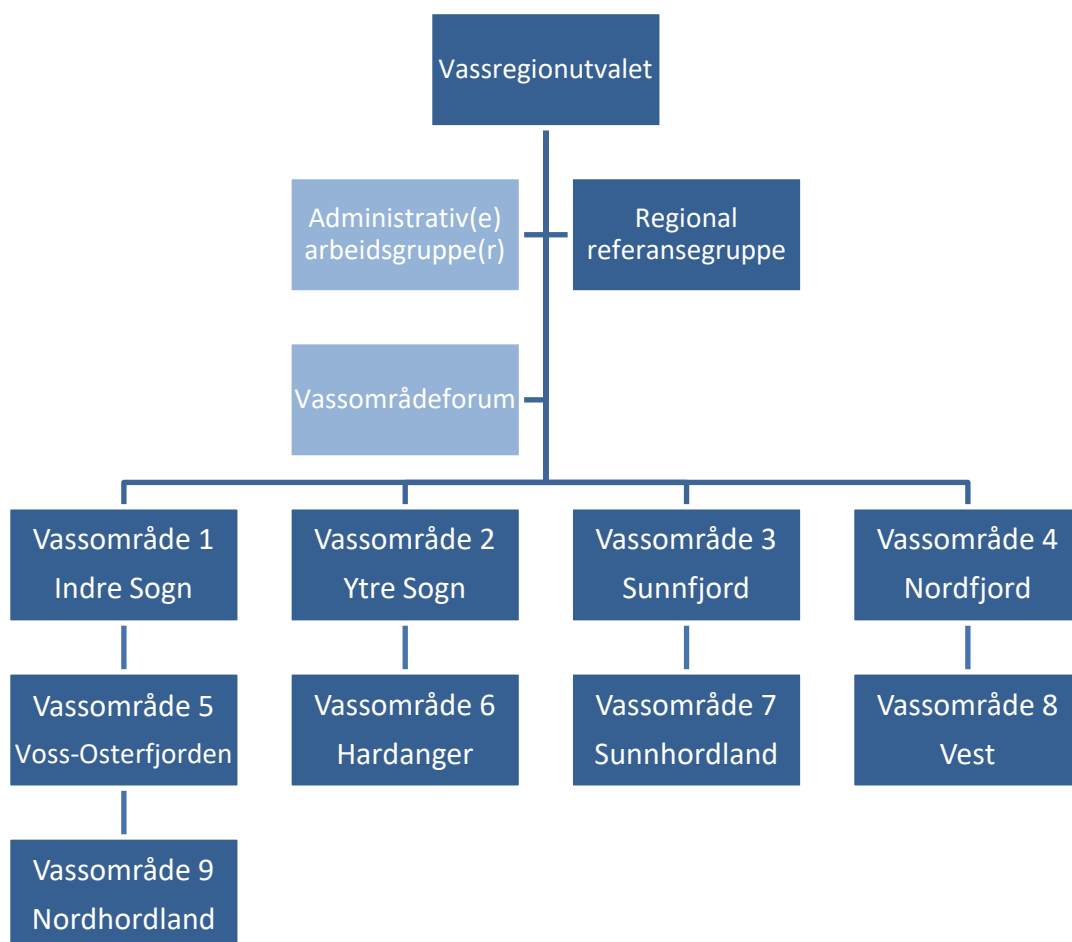 Vassregionutvalet
Administrativ(e)
arbeidsgruppe(r)
Regional
referansegruppe
Vassområdeforum
Vassområde 1
Indre Sogn
Vassområde 2
Ytre Sogn
Vassområde 3
Sunnfjord
Vassområde 4
Nordfjord
Vassområde 5
Voss-Osterfjorden
Vassområde 6
Hardanger
Vassområde 7
Sunnhordland
Vassområde 8
Vest
Vassområde 9
Nordhordland